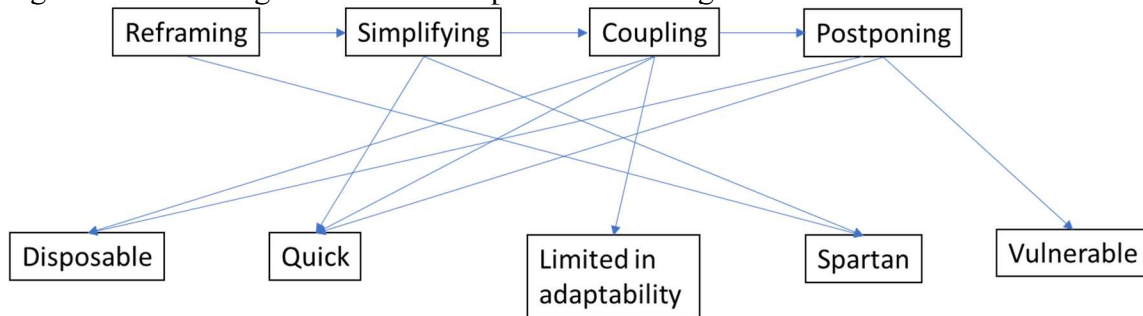 Reframing Simplifying Coupling Postponing
Disposable Quick Limited in Spartan Vulnerable
adaptability